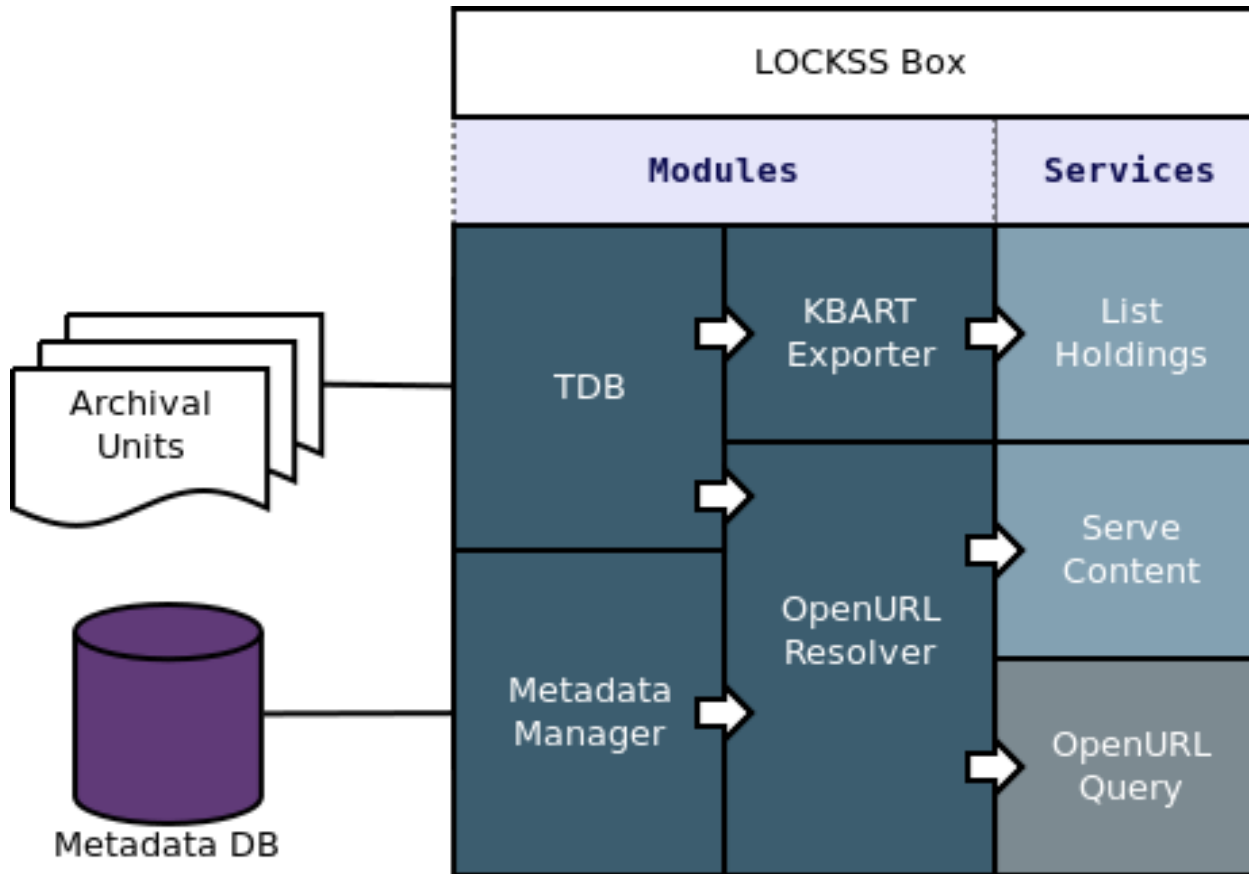 LOCKSS Box
Modules
Services
TDB
KBART
Exporter
List
Holdings
Archival
Units
OpenURL
Resolver
Serve
Content
Metadata
Manager
OpenURL
Query
Metadata DB